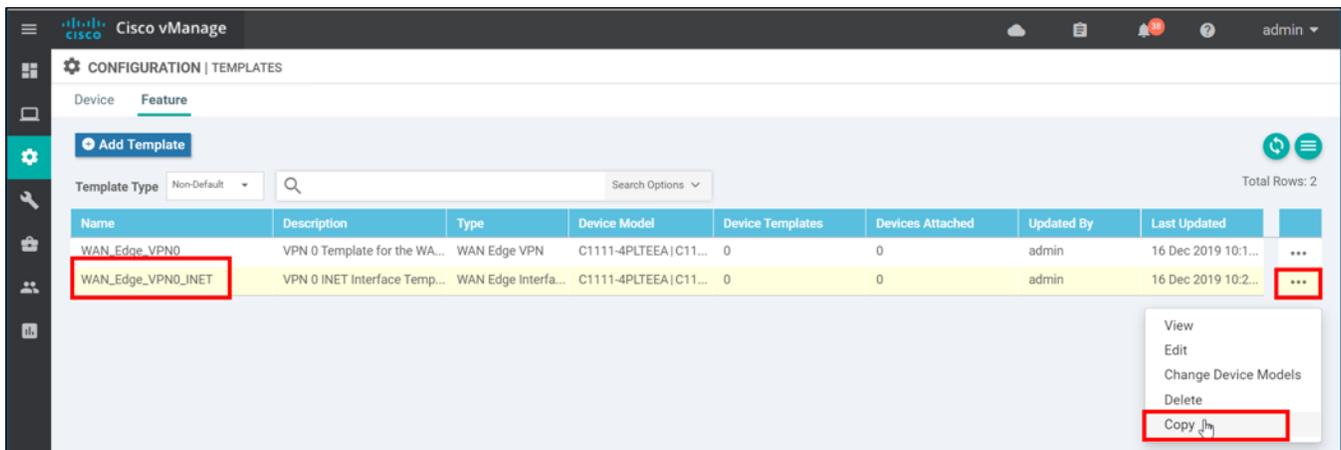 CISCO Cisco vManage 38 admin
CONFIGURATION | TEMPLATES
Device Feature
Add Template
Template Type Non-Default Search Options Total Rows: 2
Name Description Type Device Model Device Templates Devices Attached Updated By Last Updated
WAN_Edge_VPN0 VPN 0 Template for the WA... WAN Edge VPN C1111-4PLTEEA|C11... 0 0 admin 16 Dec 2019 10:1... ...
WAN_Edge_VPN0_INET VPN 0 INET Interface Temp... WAN Edge Interfa... C1111-4PLTEEA|C11... 0 0 admin 16 Dec 2019 10:2... ...
View
Edit
Change Device Models
Delete
Copy